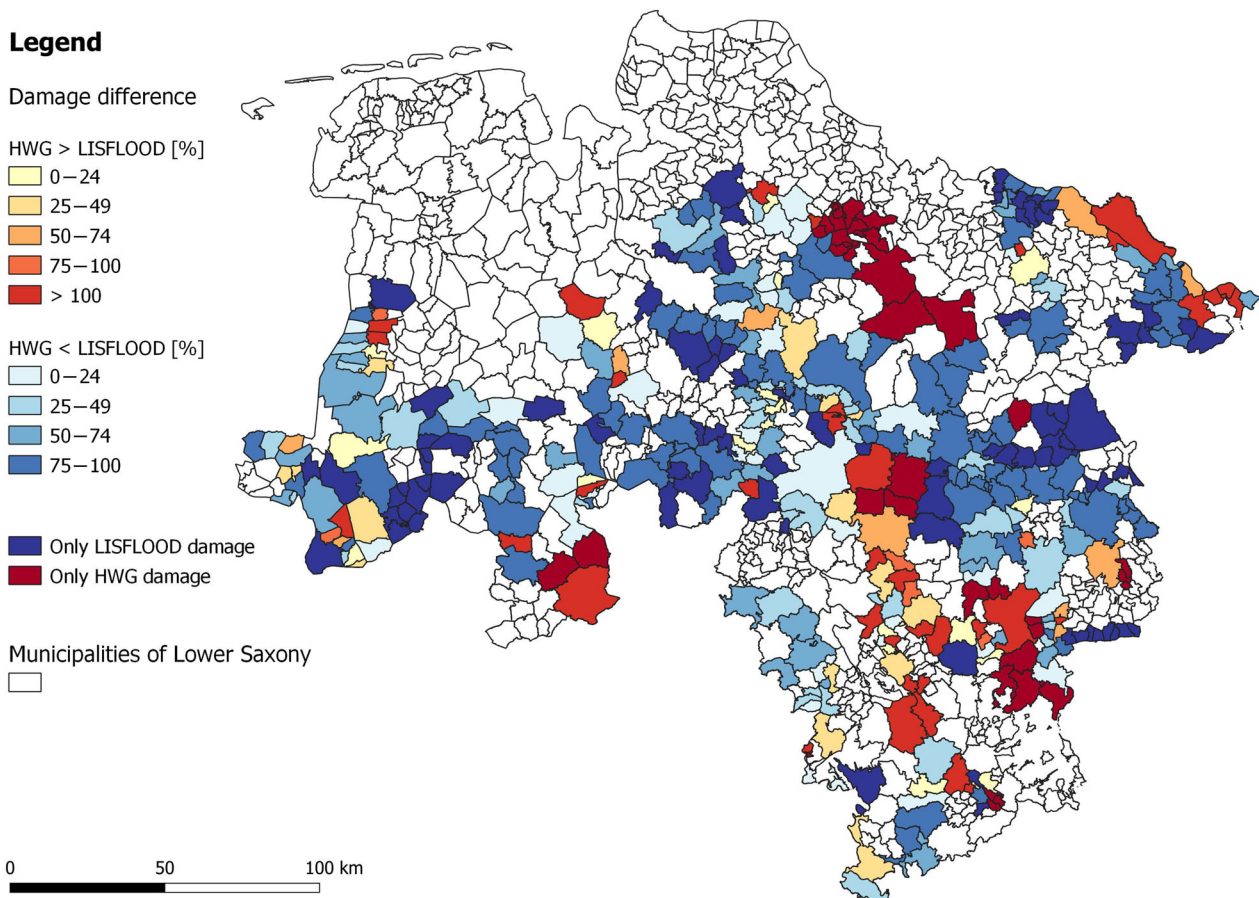 Legend
Damage difference
HWG > LISFLOOD [%]
0−24
25−49
50−74
75−100
> 100
HWG < LISFLOOD [%]
0−24
25−49
50−74
75−100
Only LISFLOOD damage
Only HWG damage
Municipalities of Lower Saxony
0 50 100 km